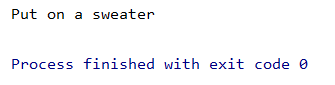 Put on a sweater
Process finished with exit code 0